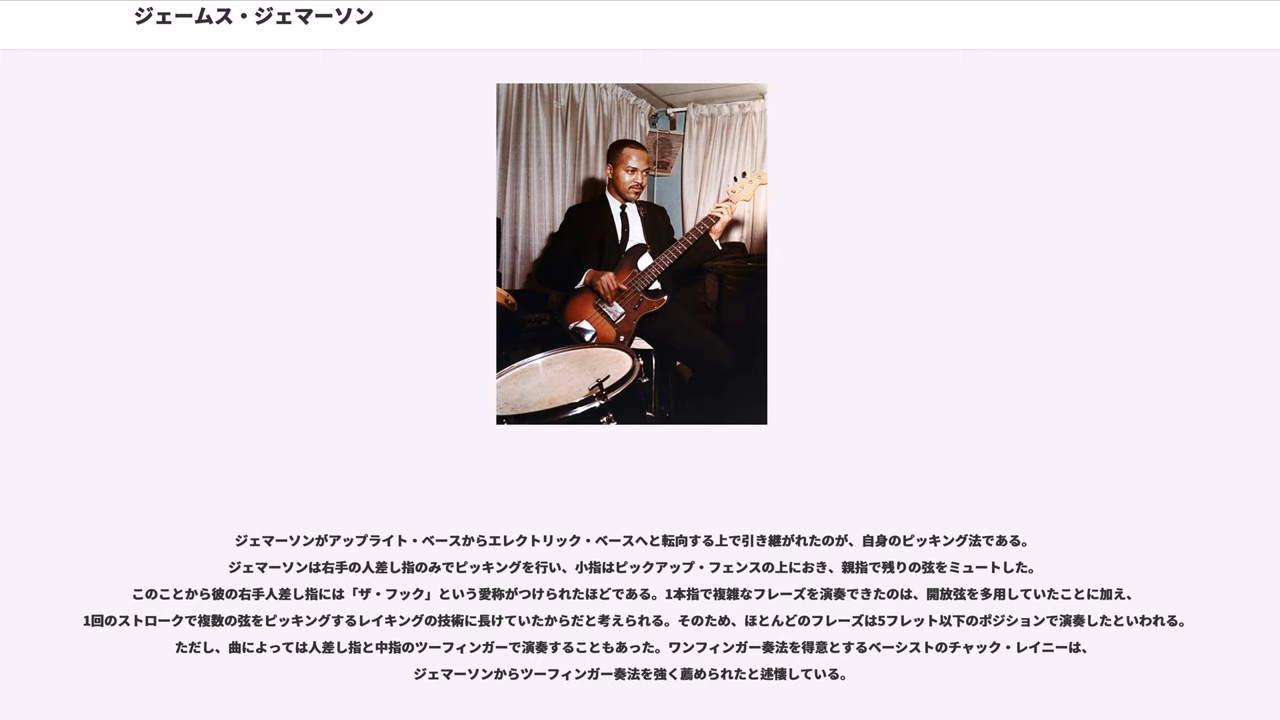 ジェームス・ジェマーソン
ジェマーソンがアップライト・ベースからエレクトリック・ベースへと転向する上で引き継がれたのが、自身のピッキング法である。
ジェマーソンは右手の人差し指のみでピッキングを行い、小指はピックアップ・フェンスの上におき、親指で残りの弦をミュートした。
このことから彼の右手人差し指には「ザ・フック」という愛称がつけられたほどである。1本指で複雑なフレーズを演奏できたのは、開放弦を多用していたことに加え、
1回のストロークで複数の弦をピッキングするレイキングの技術に長けていたからだと考えられる。そのため、ほとんどのフレーズは5フレット以下のポジションで演奏したといわれる。
ただし、曲によっては人差し指と中指のツーフィンガーで演奏することもあった。ワンフィンガー奏法を得意とするベーシストのチャック・レイニーは、
ジェマーソンからツーフィンガー奏法を強く薦められたと述懐している。